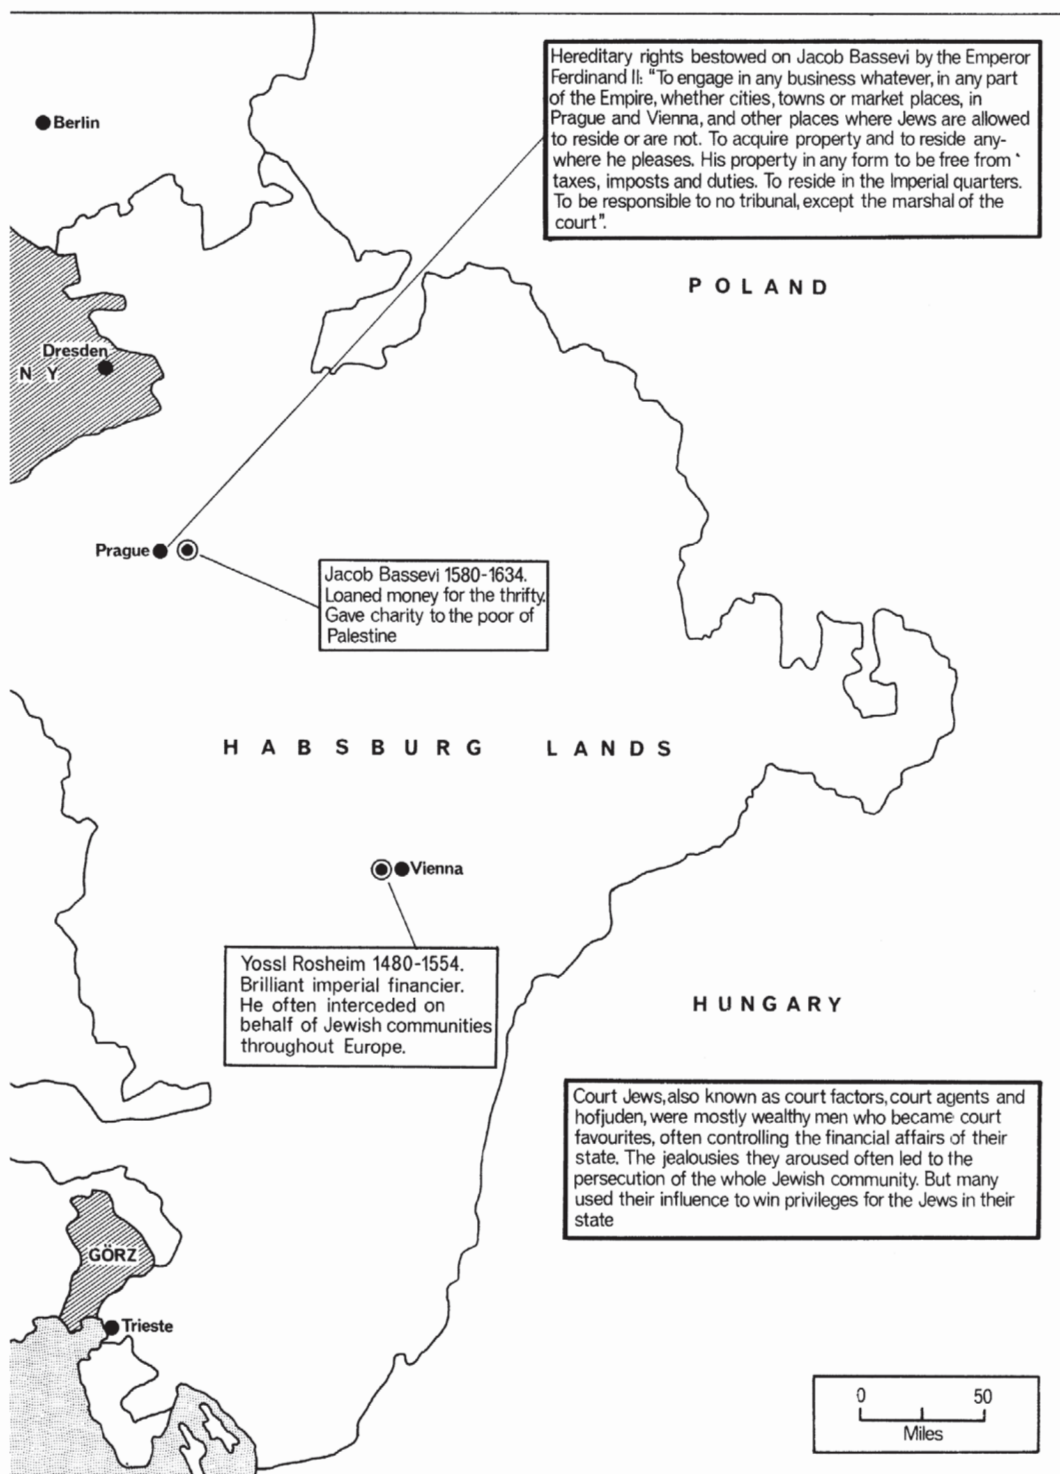 Hereditary rights bestowed on Jacob Bassevi by the Emperor
Ferdinand II: "To engage in any business whatever, in any part
of the Empire, whether cities, towns or market places, in
Prague and Vienna, and other places where Jews are allowed
to reside or are not. To acquire property and to reside any-
where he pleases. His property in any form to be free from
taxes, imposts and duties. To reside in the Imperial quarters.
To be responsible to no tribunal, except the marshal of the
court".
Berlin
POLAND
Dresden
NY
Prague
Jacob Bassevi 1580-1634.
Loaned money for the thrifty.
Gave charity to the poor of
Palestine
HABSBURG LANDS
Vienna
Yossl Rosheim 1480-1554.
Brilliant imperial financier.
He often interceded on
behalf of Jewish communities
throughout Europe.
HUNGARY
Court Jews, also known as court factors, court agents and
hofjuden, were mostly wealthy men who became court
favourites, often controlling the financial affairs of their
state. The jealousies they aroused often led to the
persecution of the whole Jewish community. But many
used their influence to win privileges for the Jews in their
state
GÖRZ
Trieste
0 50
Miles